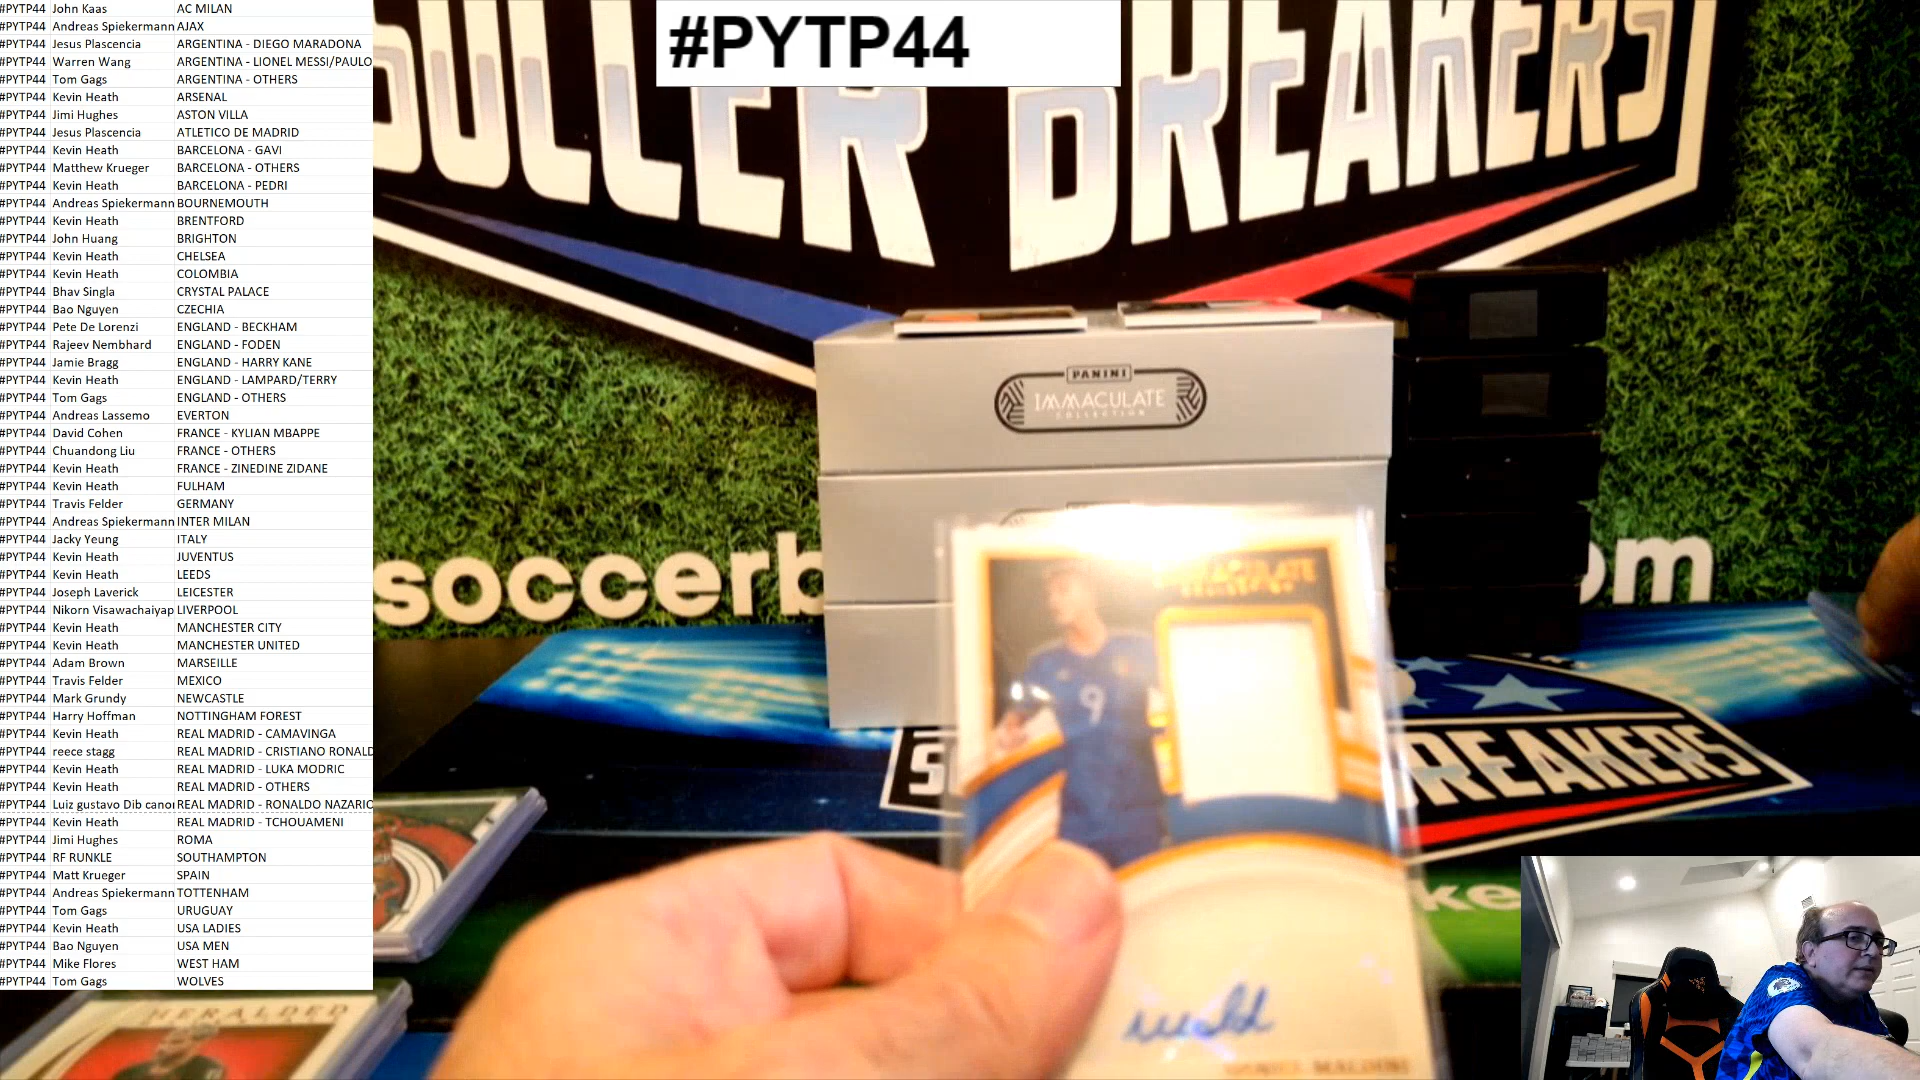 #PYTP44 John Kaas AC MILAN
#PYTP44 Andreas Spiekermann AJAX
#PYTP44 Jesus Plascencia ARGENTINA - DIEGO MARADONA
#PYTP44 Warren Wang ARGENTINA - LIONEL MESSI/PAULO
#PYTP44 Tom Gags ARGENTINA - OTHERS
#PYTP44 Kevin Heath ARSENAL
#PYTP44 Jimi Hughes ASTON VILLA
#PYTP44 Jesus Plascencia ATLETICO DE MADRID
#PYTP44 Kevin Heath BARCELONA - GAVI
#PYTP44 Matthew Krueger BARCELONA - OTHERS
#PYTP44 Kevin Heath BARCELONA - PEDRI
#PYTP44 Andreas Spiekermann BOURNEMOUTH
#PYTP44 Kevin Heath BRENTFORD
#PYTP44 John Huang BRIGHTON
#PYTP44 Kevin Heath CHELSEA
#PYTP44 Kevin Heath COLOMBIA
#PYTP44 Bhav Singla CRYSTAL PALACE
#PYTP44 Bao Nguyen CZECHIA
#PYTP44 Pete De Lorenzi ENGLAND - BECKHAM
#PYTP44 Rajeev Nembhard ENGLAND - FODEN
#PYTP44 Jamie Bragg ENGLAND - HARRY KANE
#PYTP44 Kevin Heath ENGLAND - LAMPARD/TERRY
#PYTP44 Tom Gags ENGLAND - OTHERS
#PYTP44 Andreas Lassemo EVERTON
#PYTP44 David Cohen FRANCE - KYLIAN MBAPPE
#PYTP44 Chuandong Liu FRANCE - OTHERS
#PYTP44 Kevin Heath FRANCE - ZINEDINE ZIDANE
#PYTP44 Kevin Heath FULHAM
#PYTP44 Travis Felder GERMANY
#PYTP44 Andreas Spiekermann INTER MILAN
#PYTP44 Jacky Yeung ITALY
#PYTP44 Kevin Heath JUVENTUS
#PYTP44 Kevin Heath LEEDS
#PYTP44 Joseph Laverick LEICESTER
#PYTP44 Nikorn Visawachaiyap LIVERPOOL
#PYTP44 Kevin Heath MANCHESTER CITY
#PYTP44 Kevin Heath MANCHESTER UNITED
#PYTP44 Adam Brown MARSEILLE
#PYTP44 Travis Felder MEXICO
#PYTP44 Mark Grundy NEWCASTLE
#PYTP44 Harry Hoffman NOTTINGHAM FOREST
#PYTP44 Kevin Heath REAL MADRID - CAMAVINGA
#PYTP44 reece stagg REAL MADRID - CRISTIANO RONALD
#PYTP44 Kevin Heath REAL MADRID - LUKA MODRIC
#PYTP44 Kevin Heath REAL MADRID - OTHERS
#PYTP44 Luiz gustavo Dib canoi REAL MADRID - RONALDO NAZARIO
#PYTP44 Kevin Heath REAL MADRID - TCHOUAMENI
#PYTP44 Jimi Hughes ROMA
#PYTP44 RF RUNKLE SOUTHAMPTON
#PYTP44 Matt Krueger SPAIN
#PYTP44 Andreas Spiekermann TOTTENHAM
#PYTP44 Tom Gags URUGUAY
#PYTP44 Kevin Heath USA LADIES
#PYTP44 Bao Nguyen USA MEN
#PYTP44 Mike Flores WEST HAM
#PYTP44 Tom Gags WOLVES
#PYTP44
SOCCER BREAKERS
PANINI
IMMACULATE
COLLECTION
soccerb
om
IMMACULATE
COLLECTION
9
BREAKERS
HERALDED